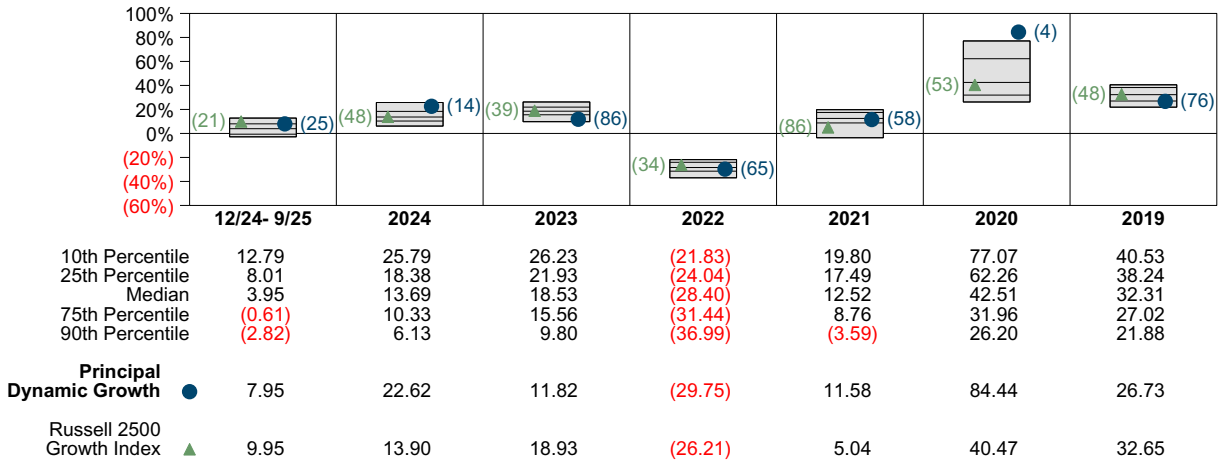 100%
80%
60%
40%
20%
0%
(20%)
(40%)
(60%)
(21) (25) (48) (14) (39) (86) (34) (65) (86) (58) (53) (4) (48) (76)
12/24- 9/25 2024 2023 2022 2021 2020 2019
10th Percentile 12.79 25.79 26.23 (21.83) 19.80 77.07 40.53
25th Percentile 8.01 18.38 21.93 (24.04) 17.49 62.26 38.24
Median 3.95 13.69 18.53 (28.40) 12.52 42.51 32.31
75th Percentile (0.61) 10.33 15.56 (31.44) 8.76 31.96 27.02
90th Percentile (2.82) 6.13 9.80 (36.99) (3.59) 26.20 21.88
Principal
Dynamic Growth 7.95 22.62 11.82 (29.75) 11.58 84.44 26.73
Russell 2500
Growth Index 9.95 13.90 18.93 (26.21) 5.04 40.47 32.65